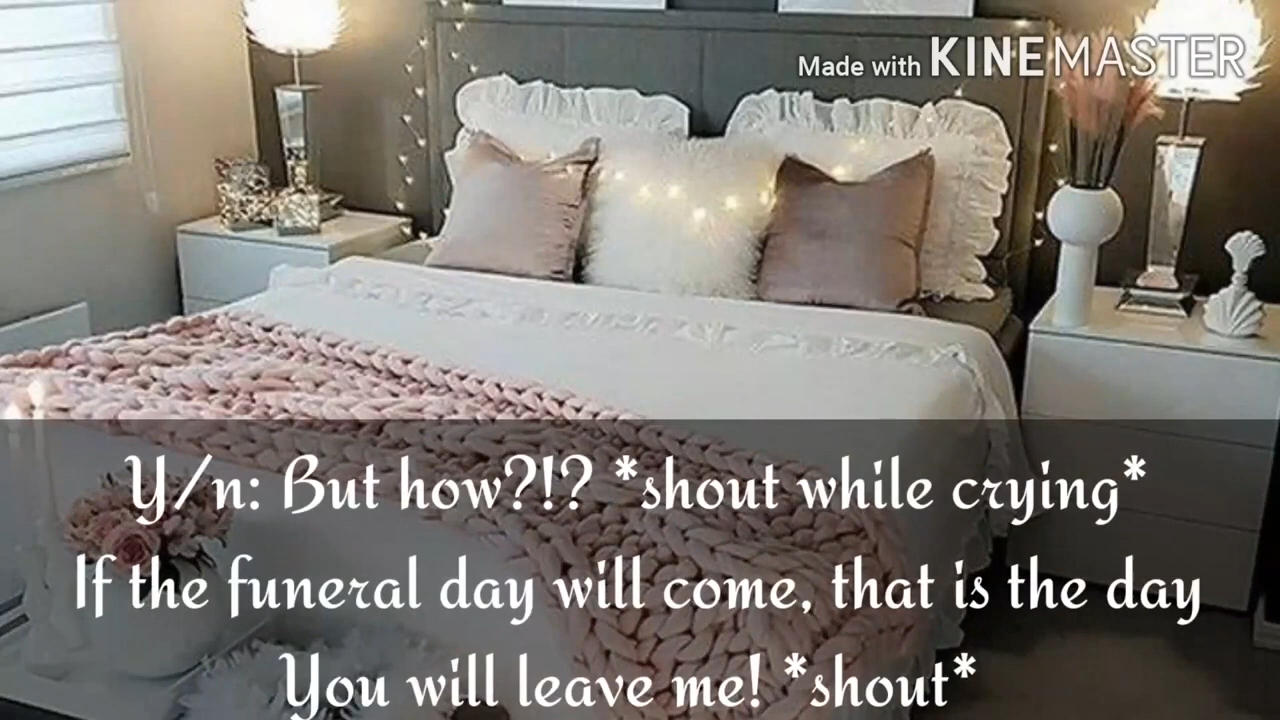 Made with KINEMASTER
Y/n: But how?!? *shout while crying*
If the funeral day will come, that is the day
You will leave me! *shout*